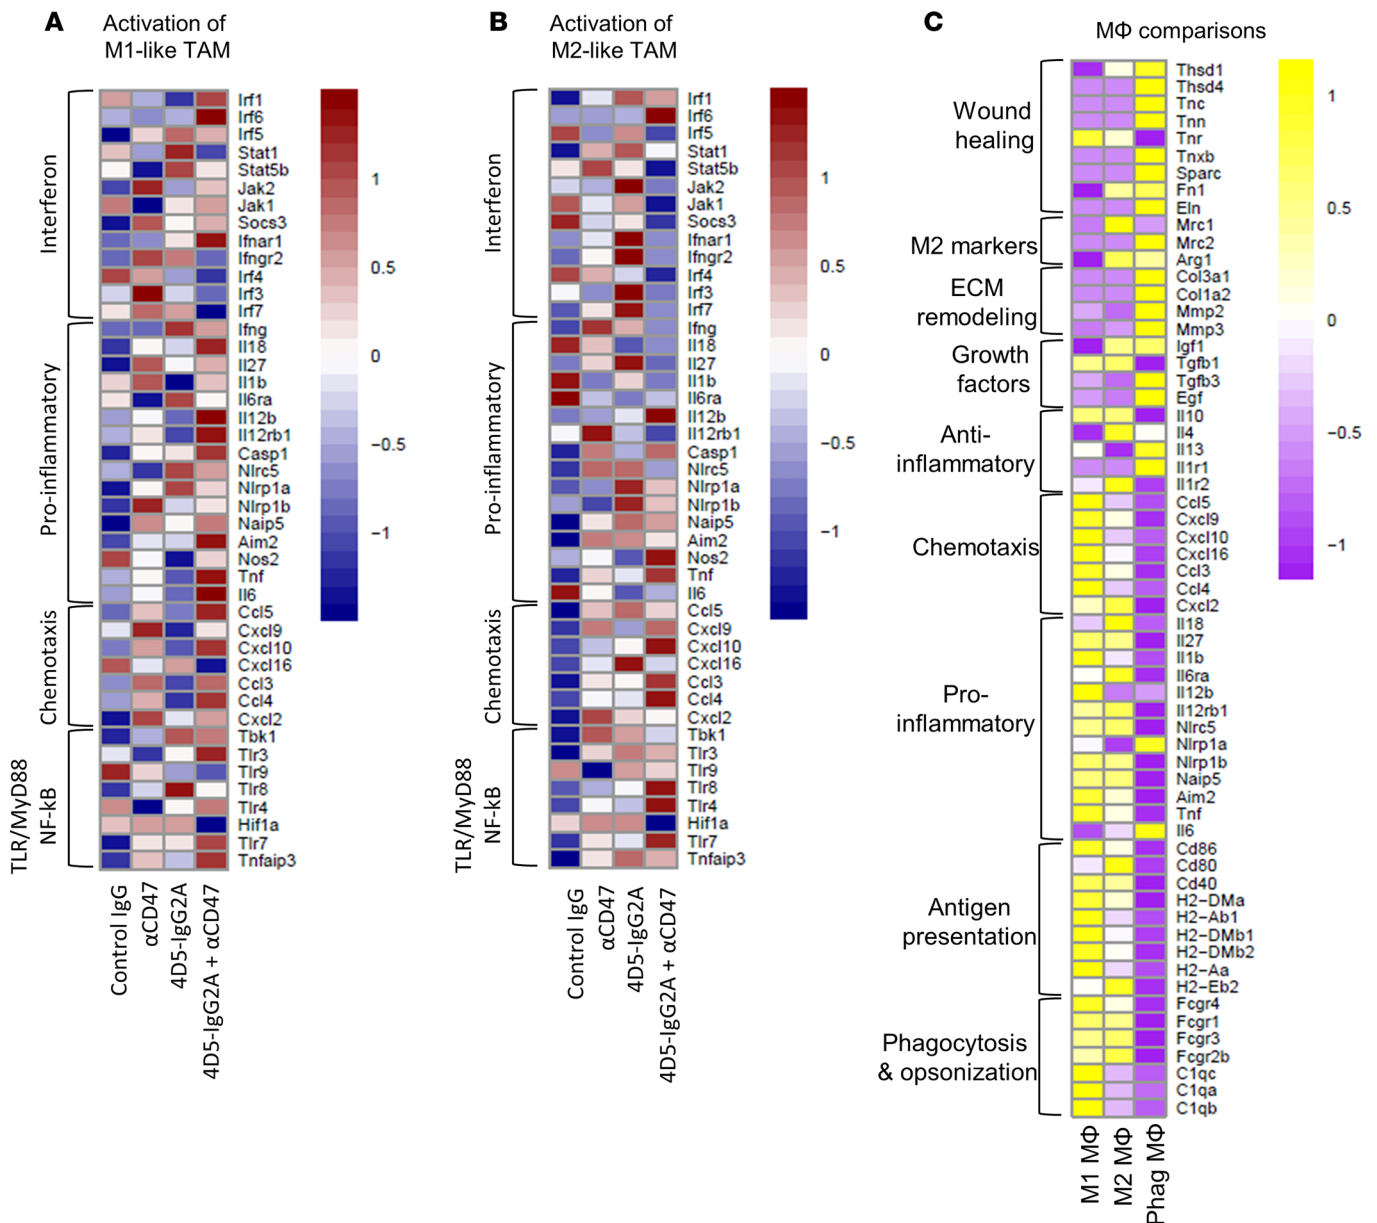 A
Activation of
M1-like TAM
Interferon
Pro-inflammatory
Chemotaxis
TLR/MyD88
NF-kB
Irf1
Irf6
Irf5
Stat1
Stat5b
Jak2
Jak1
Socs3
Ifnar1
Ifngr2
Irf4
Irf3
Irf7
Ifng
Il18
Il27
Il1b
Il6ra
Il12b
Il12rb1
Casp1
Nlrc5
Nlrp1a
Nlrp1b
Naip5
Aim2
Nos2
Tnf
Il6
Ccl5
Cxcl9
Cxcl10
Cxcl16
Ccl3
Ccl4
Cxcl2
Tbk1
Tlr3
Tlr9
Tlr8
Tlr4
Hif1a
Tlr7
Tnfaip3
1
0.5
0
−0.5
−1
Control IgG
αCD47
4D5-IgG2A
4D5-IgG2A + αCD47
B
Activation of
M2-like TAM
Interferon
Pro-inflammatory
Chemotaxis
TLR/MyD88
NF-kB
Irf1
Irf6
Irf5
Stat1
Stat5b
Jak2
Jak1
Socs3
Ifnar1
Ifngr2
Irf4
Irf3
Irf7
Ifng
Il18
Il27
Il1b
Il6ra
Il12b
Il12rb1
Casp1
Nlrc5
Nlrp1a
Nlrp1b
Naip5
Aim2
Nos2
Tnf
Il6
Ccl5
Cxcl9
Cxcl10
Cxcl16
Ccl3
Ccl4
Cxcl2
Tbk1
Tlr3
Tlr9
Tlr8
Tlr4
Hif1a
Tlr7
Tnfaip3
1
0.5
0
−0.5
−1
Control IgG
αCD47
4D5-IgG2A
4D5-IgG2A + αCD47
C
MΦ comparisons
Wound
healing
M2 markers
ECM
remodeling
Growth
factors
Anti-
inflammatory
Chemotaxis
Pro-
inflammatory
Antigen
presentation
Phagocytosis
& opsonization
Thsd1
Thsd4
Tnc
Tnn
Tnr
Tnxb
Sparc
Fn1
Eln
Mrc1
Mrc2
Arg1
Col3a1
Col1a2
Mmp2
Mmp3
Igf1
Tgfb1
Tgfb3
Egf
Il10
Il4
Il13
Il1r1
Il1r2
Ccl5
Cxcl9
Cxcl10
Cxcl16
Ccl3
Ccl4
Cxcl2
Il18
Il27
Il1b
Il6ra
Il12b
Il12rb1
Nlrc5
Nlrp1a
Nlrp1b
Naip5
Aim2
Tnf
Il6
Cd86
Cd80
Cd40
H2−DMa
H2−Ab1
H2−DMb1
H2−DMb2
H2−Aa
H2−Eb2
Fcgr4
Fcgr1
Fcgr3
Fcgr2b
C1qc
C1qa
C1qb
1
0.5
0
−0.5
−1
M1 MΦ
M2 MΦ
Phag MΦ